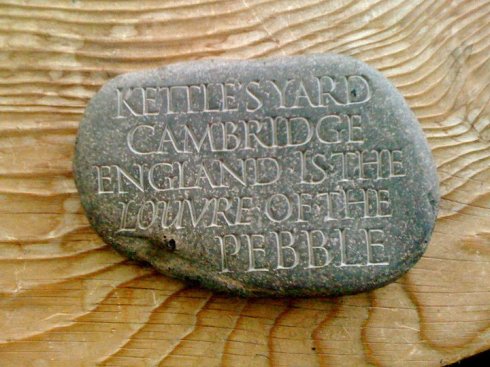 KETTLE'S YARD
CAMBRIDGE
ENGLAND IS THE
LOUVRE OF THE
PEBBLE